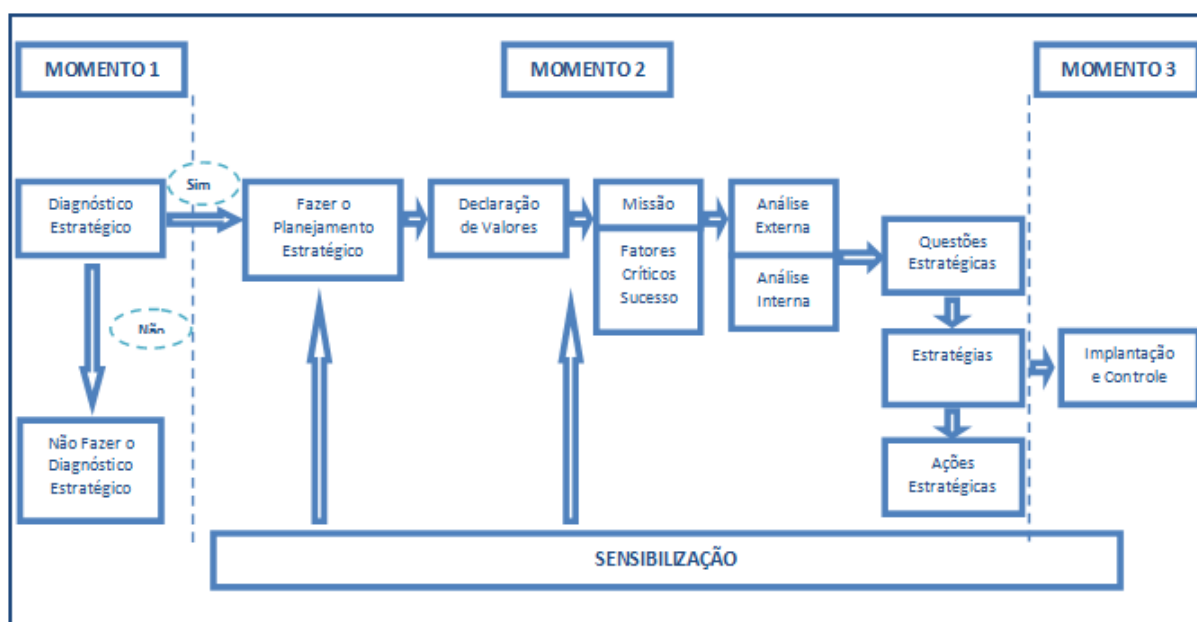 MOMENTO 1
MOMENTO 2
MOMENTO 3
Sim
Diagnóstico
Estratégico
Fazer o
Planejamento
Estratégico
Declaração
de Valores
Missão
Fatores
Críticos
Sucesso
Análise
Externa
Análise
Interna
Questões
Estratégicas
Não
Estratégias
Implantação
e Controle
Não Fazer o
Diagnóstico
Estratégico
Ações
Estratégicas
SENSIBILIZAÇÃO